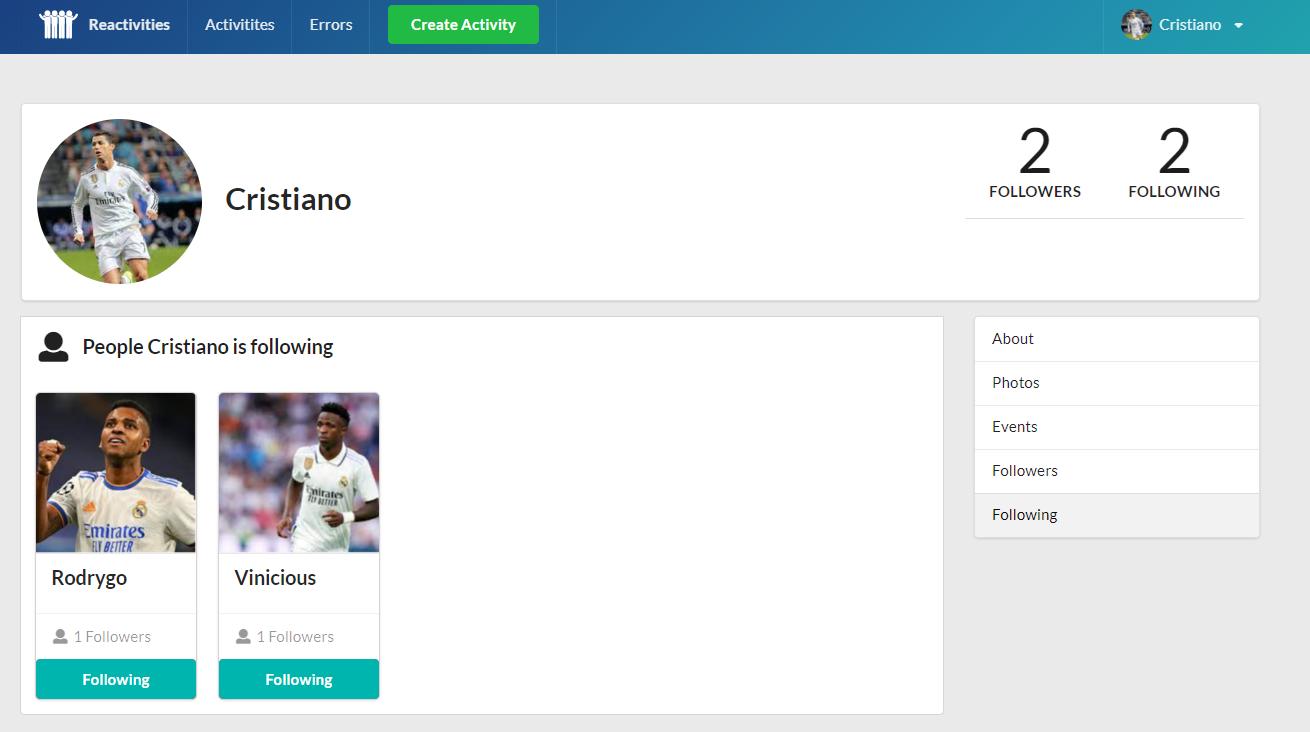 Reactivities Activitites Errors Create Activity Cristiano
2 2
FOLLOWERS FOLLOWING
Cristiano
People Cristiano is following
Emirates
FLY BETTER
Emirates
FLY BETTER
Rodrygo Vinicious
1 Followers 1 Followers
Following Following
About
Photos
Events
Followers
Following